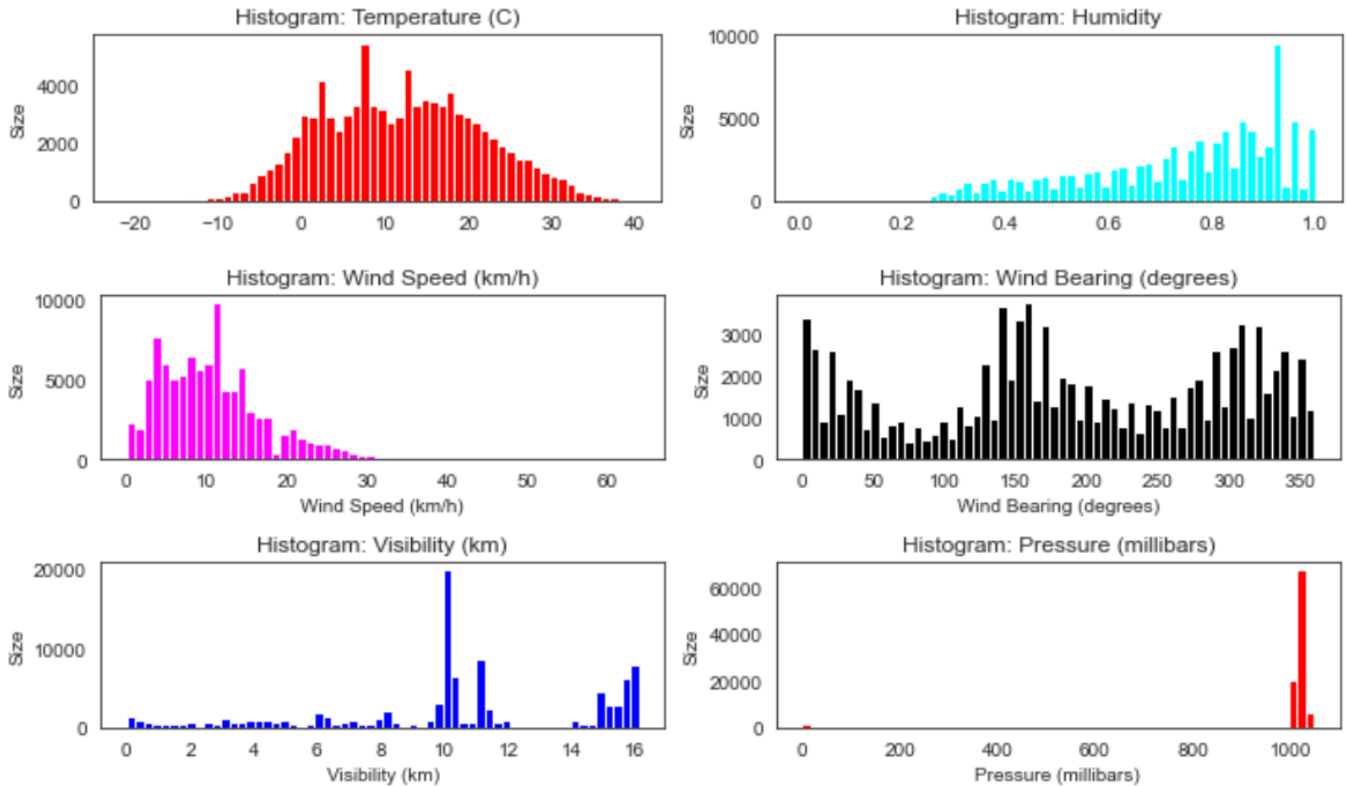 Histogram: Temperature (C)
Size
4000
2000
0
−20 −10 0 10 20 30 40
Histogram: Humidity
Size
10000
5000
0
0.0 0.2 0.4 0.6 0.8 1.0
Histogram: Wind Speed (km/h)
Size
10000
5000
0
0 10 20 30 40 50 60
Wind Speed (km/h)
Histogram: Wind Bearing (degrees)
Size
3000
2000
1000
0
0 50 100 150 200 250 300 350
Wind Bearing (degrees)
Histogram: Visibility (km)
Size
20000
10000
0
0 2 4 6 8 10 12 14 16
Visibility (km)
Histogram: Pressure (millibars)
Size
60000
40000
20000
0
0 200 400 600 800 1000
Pressure (millibars)